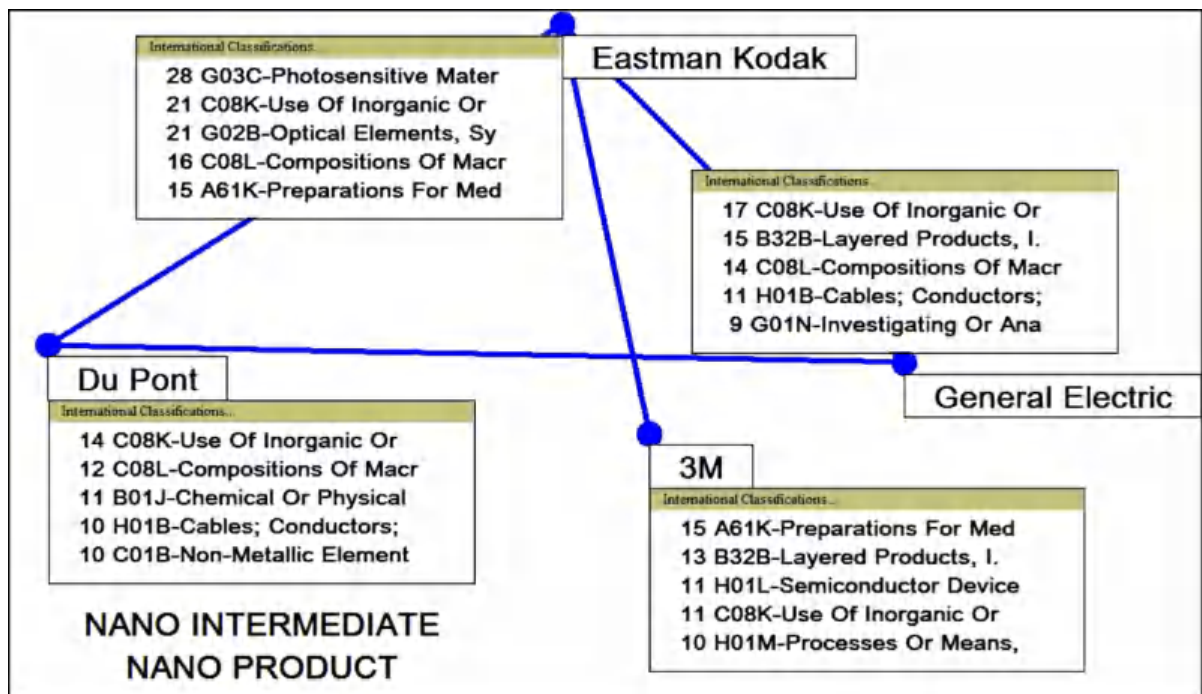 International Classifications...
28 G03C-Photosensitive Mater
21 C08K-Use Of Inorganic Or
21 G02B-Optical Elements, Sy
16 C08L-Compositions Of Macr
15 A61K-Preparations For Med
Eastman Kodak
International Classifications...
17 C08K-Use Of Inorganic Or
15 B32B-Layered Products, I.
14 C08L-Compositions Of Macr
11 H01B-Cables; Conductors;
9 G01N-Investigating Or Ana
General Electric
Du Pont
International Classifications...
14 C08K-Use Of Inorganic Or
12 C08L-Compositions Of Macr
11 B01J-Chemical Or Physical
10 H01B-Cables; Conductors;
10 C01B-Non-Metallic Element
3M
International Classifications...
15 A61K-Preparations For Med
13 B32B-Layered Products, I.
11 H01L-Semiconductor Device
11 C08K-Use Of Inorganic Or
10 H01M-Processes Or Means,
NANO INTERMEDIATE
NANO PRODUCT